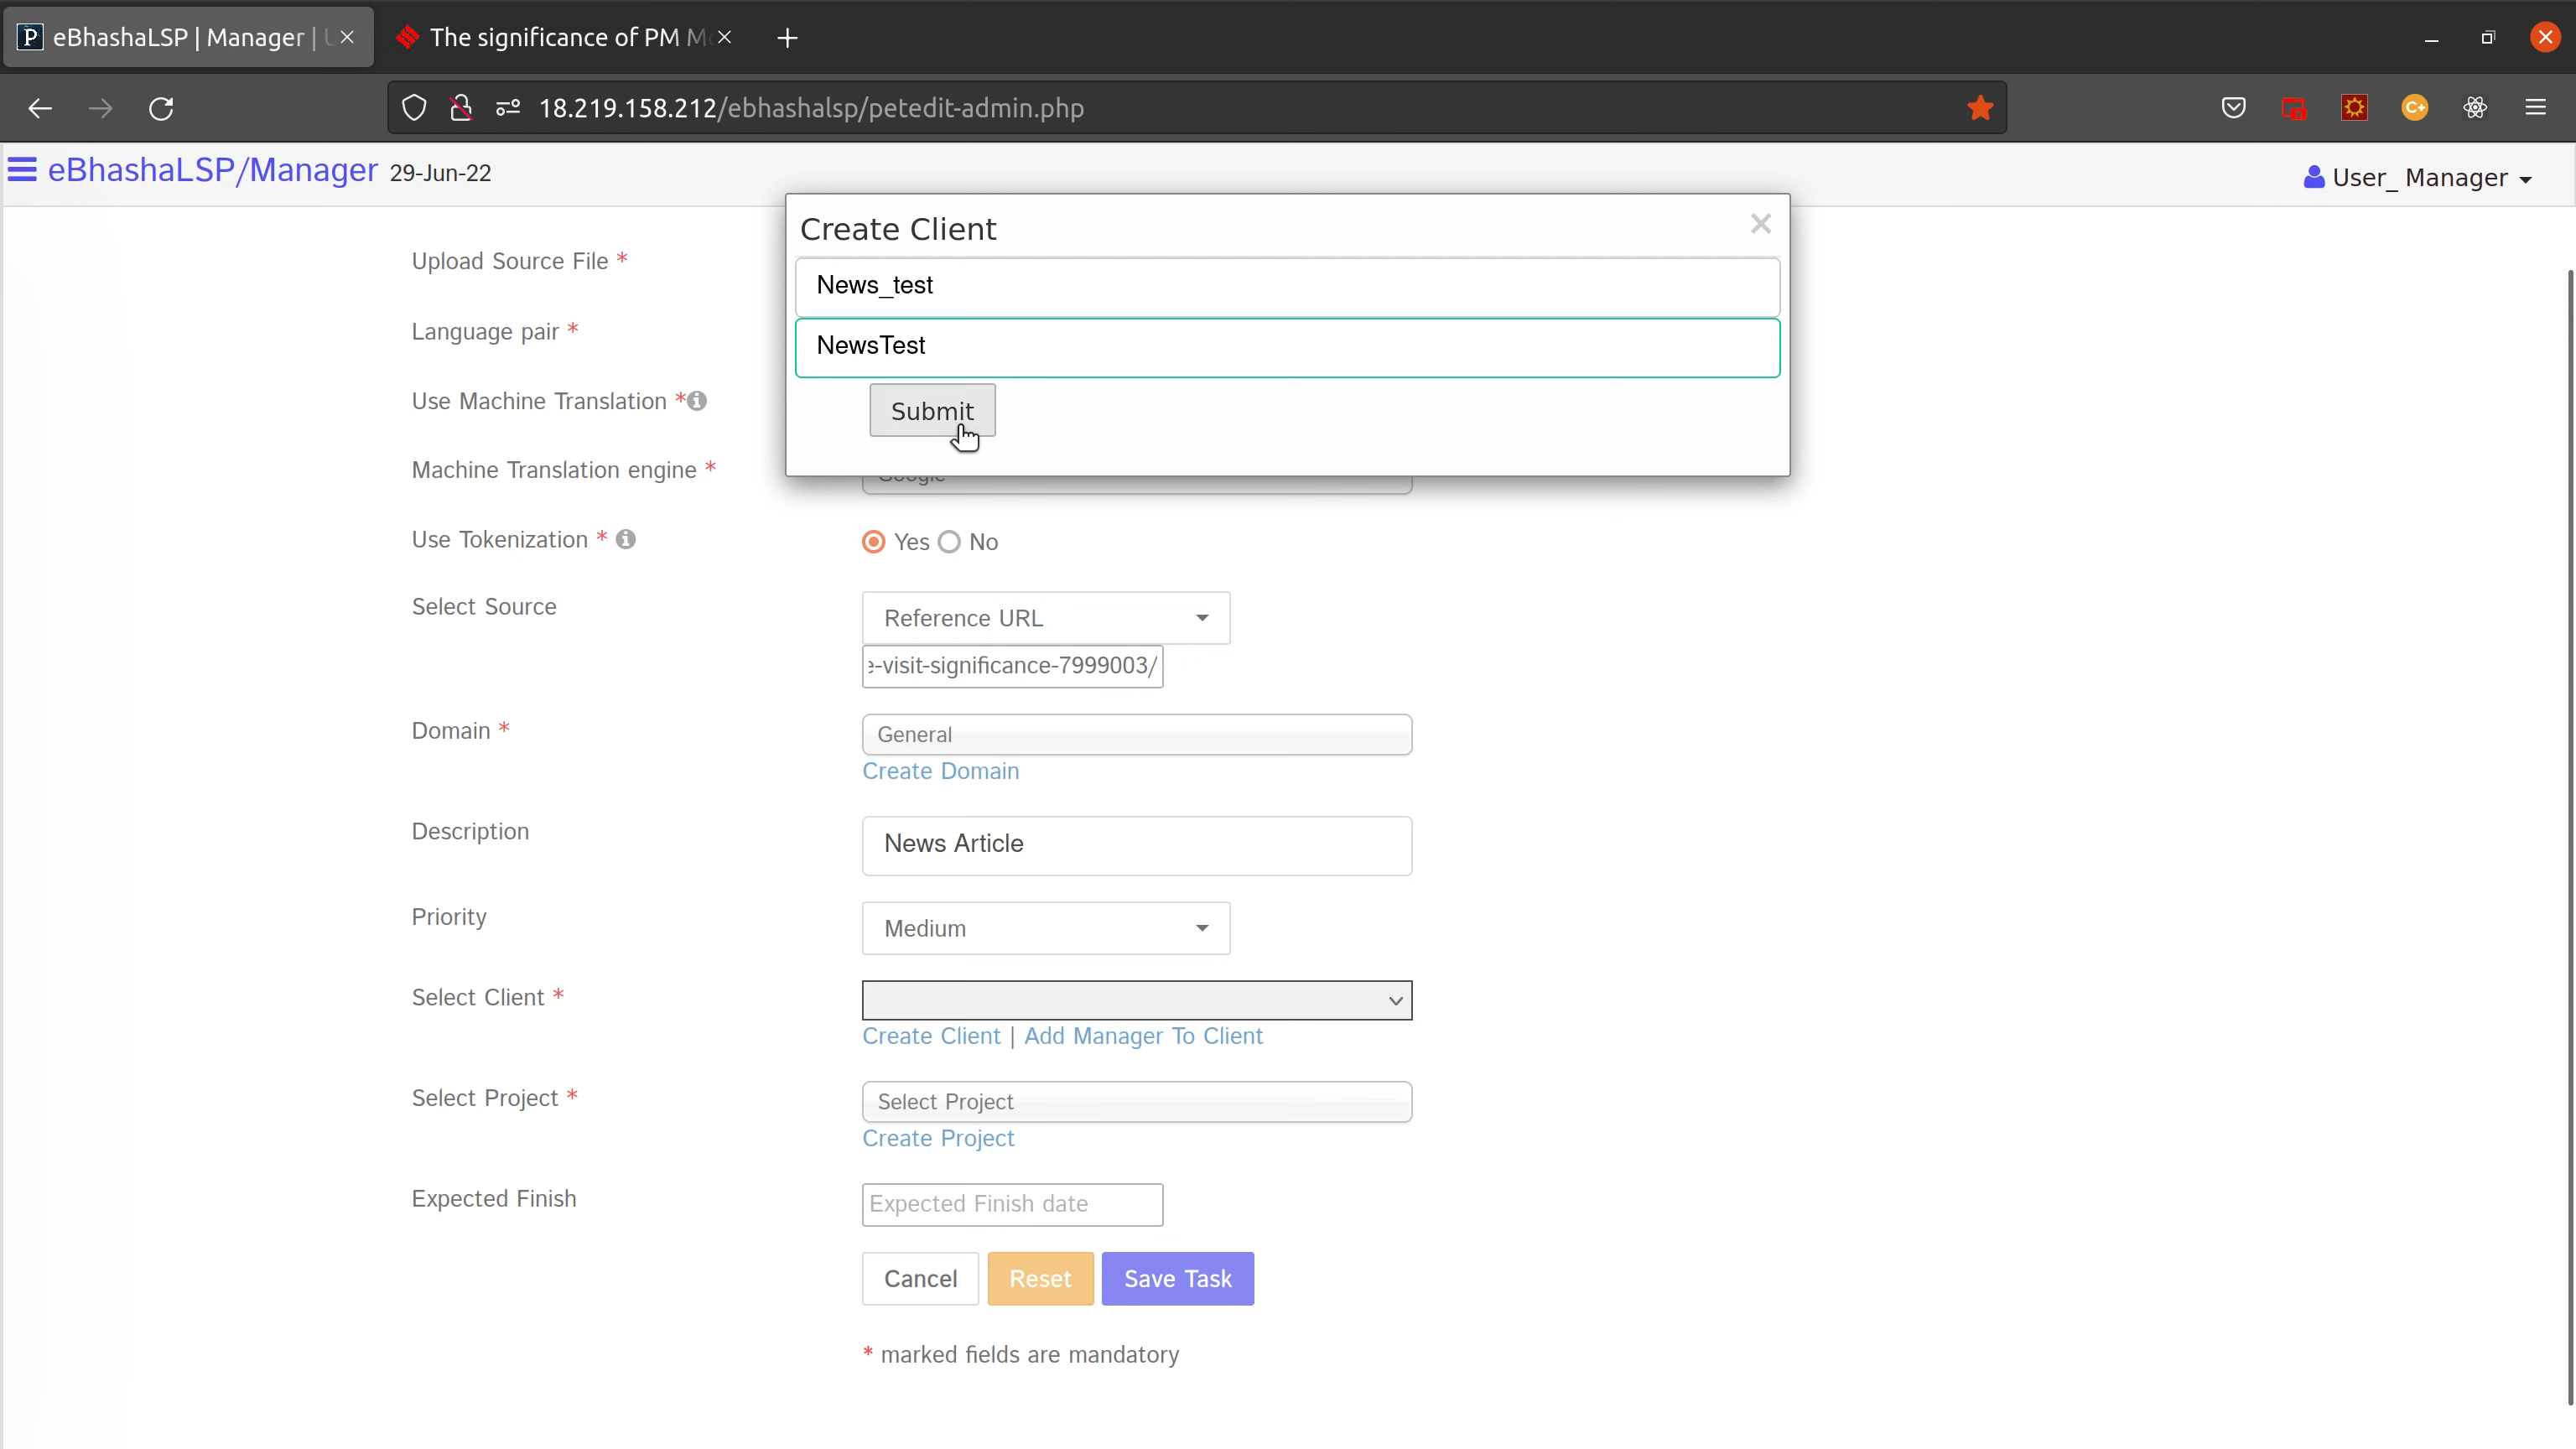 eBhashaLSP | Manager |
The significance of PM
18.219.158.212/ebhashalsp/petedit-admin.php
eBhashaLSP/Manager 29-Jun-22
User_ Manager
Create Client
News_test
NewsTest
Submit
Upload Source File *
Language pair *
Use Machine Translation *
Machine Translation engine *
Google
Use Tokenization *
Yes No
Select Source
Reference URL
e-visit-significance-7999003/
Domain *
General
Create Domain
Description
News Article
Priority
Medium
Select Client *
Create Client | Add Manager To Client
Select Project *
Select Project
Create Project
Expected Finish
Expected Finish date
Cancel Reset Save Task
* marked fields are mandatory